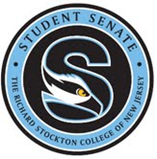 STUDENT SENATE
S
THE RICHARD STOCKTON COLLEGE OF NEW JERSEY